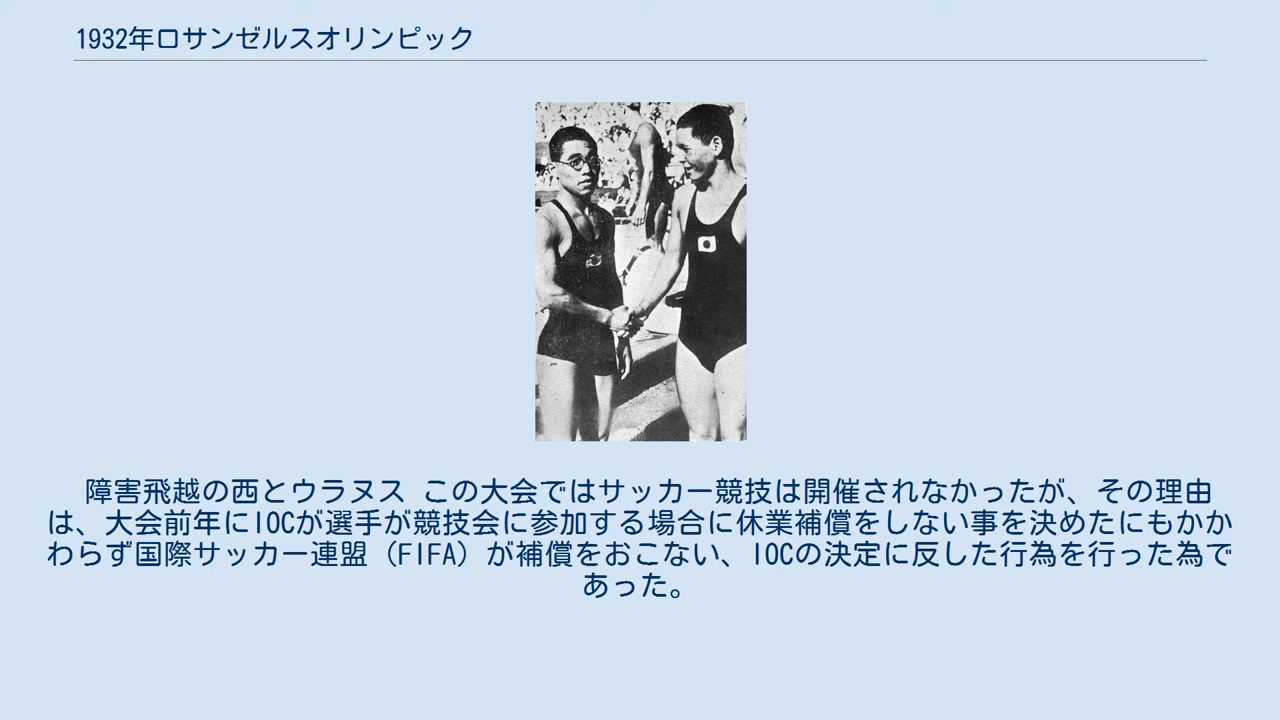 1932年ロサンゼルスオリンピック
障害飛越の西とウラヌス この大会ではサッカー競技は開催されなかったが、その理由
は、大会前年にIOCが選手が競技会に参加する場合に休業補償をしない事を決めたにもかか
わらず国際サッカー連盟（FIFA）が補償をおこない、IOCの決定に反した行為を行った為で
あった。